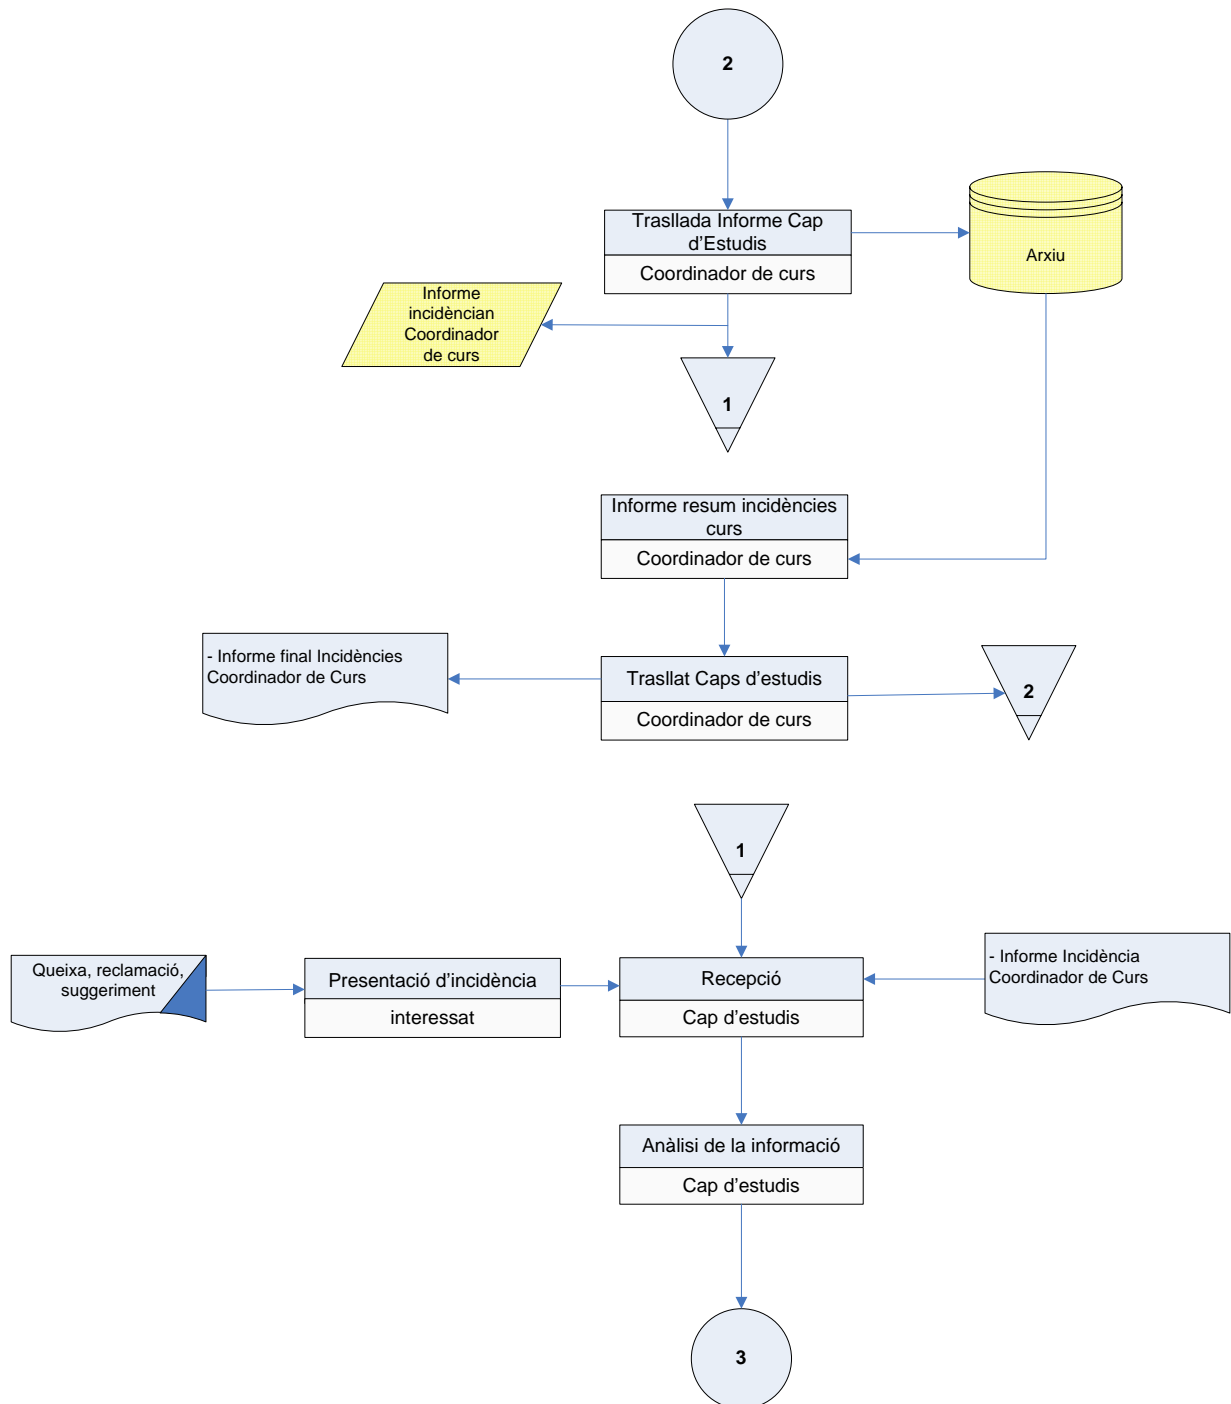 2
Trasllada Informe Cap
d'Estudis
Coordinador de curs
Arxiu
Informe
incidèncian
Coordinador
de curs
1
Informe resum incidències
curs
Coordinador de curs
- Informe final Incidències
Coordinador de Curs
Trasllat Caps d'estudis
Coordinador de curs
2
1
Queixa, reclamació,
suggeriment
Presentació d'incidència
interessat
Recepció
Cap d'estudis
- Informe Incidència
Coordinador de Curs
Anàlisi de la informació
Cap d'estudis
3